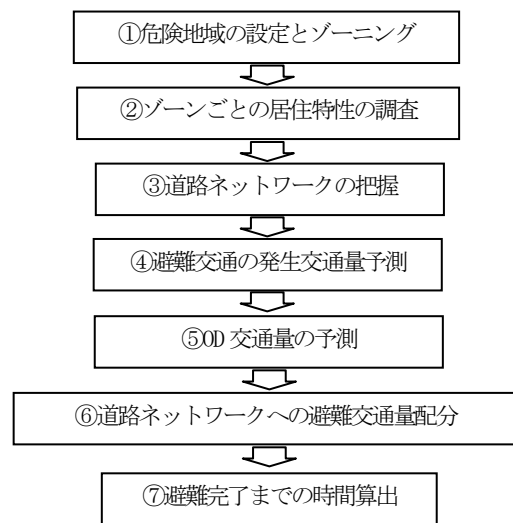 ①危険地域の設定とゾーニング
②ゾーンごとの居住特性の調査
③道路ネットワークの把握
④避難交通の発生交通量予測
⑤OD 交通量の予測
⑥道路ネットワークへの避難交通量配分
⑦避難完了までの時間算出